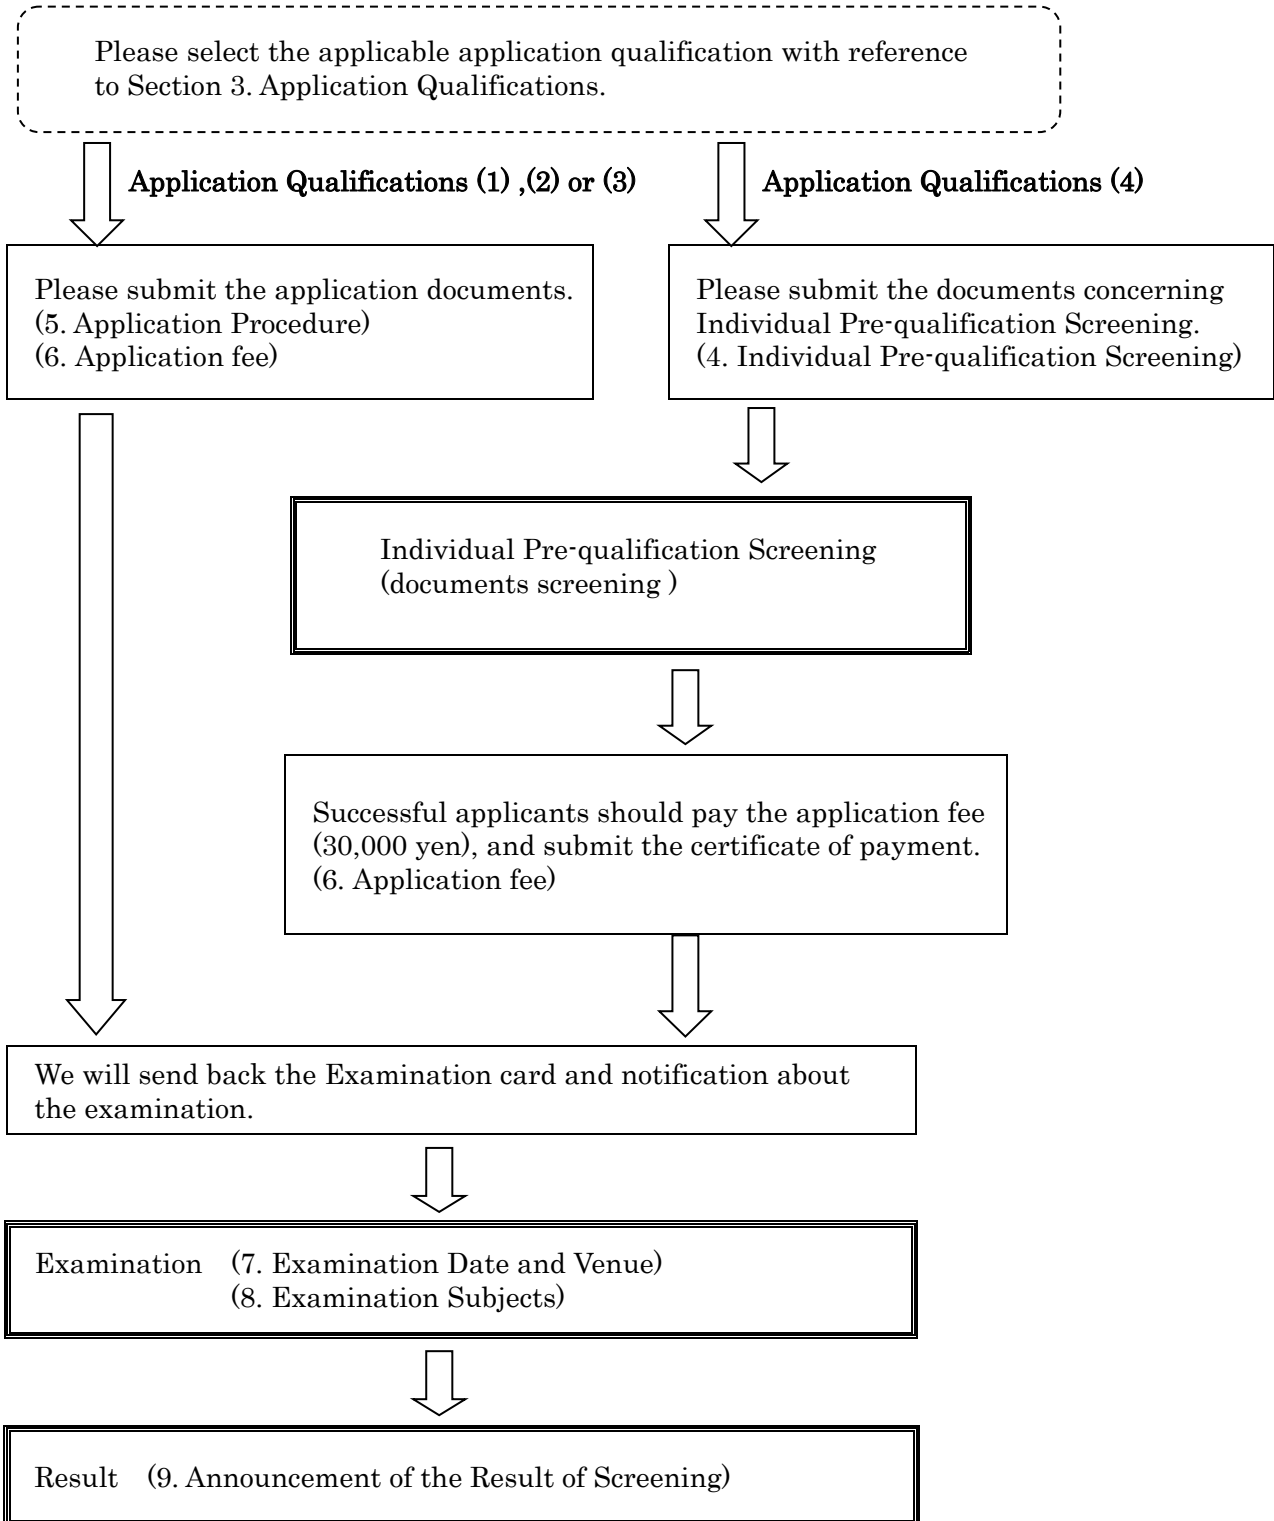 Please select the applicable application qualification with reference
to Section 3. Application Qualifications.
Application Qualifications (1) ,(2) or (3)
Application Qualifications (4)
Please submit the application documents.
(5. Application Procedure)
(6. Application fee)
Please submit the documents concerning
Individual Pre-qualification Screening.
(4. Individual Pre-qualification Screening)
Individual Pre-qualification Screening
(documents screening )
Successful applicants should pay the application fee
(30,000 yen), and submit the certificate of payment.
(6. Application fee)
We will send back the Examination card and notification about
the examination.
Examination (7. Examination Date and Venue)
(8. Examination Subjects)
Result (9. Announcement of the Result of Screening)